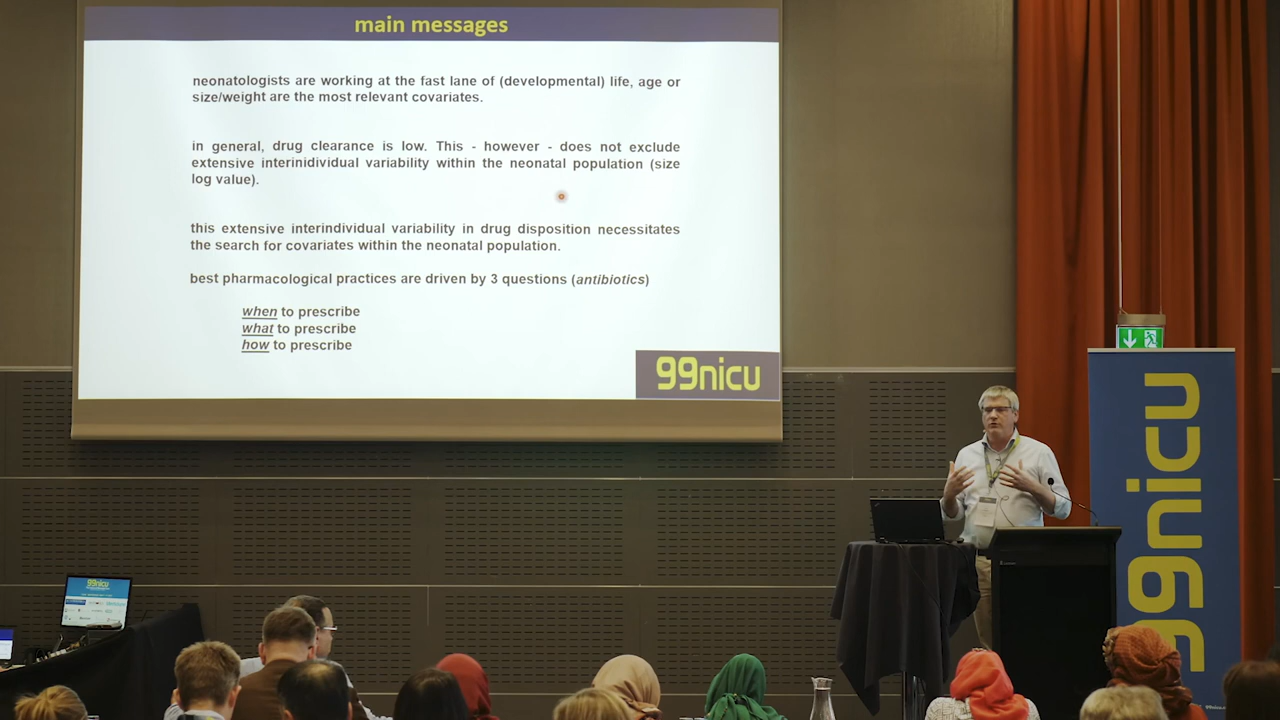 main messages
neonatologists are working at the fast lane of (developmental) life, age or
size/weight are the most relevant covariates.
in general, drug clearance is low. This - however - does not exclude
extensive interinidividual variability within the neonatal population (size
log value).
this extensive interindividual variability in drug disposition necessitates
the search for covariates within the neonatal population.
best pharmacological practices are driven by 3 questions (antibiotics)
when to prescribe
what to prescribe
how to prescribe
99nicu
99nicu
99nicu